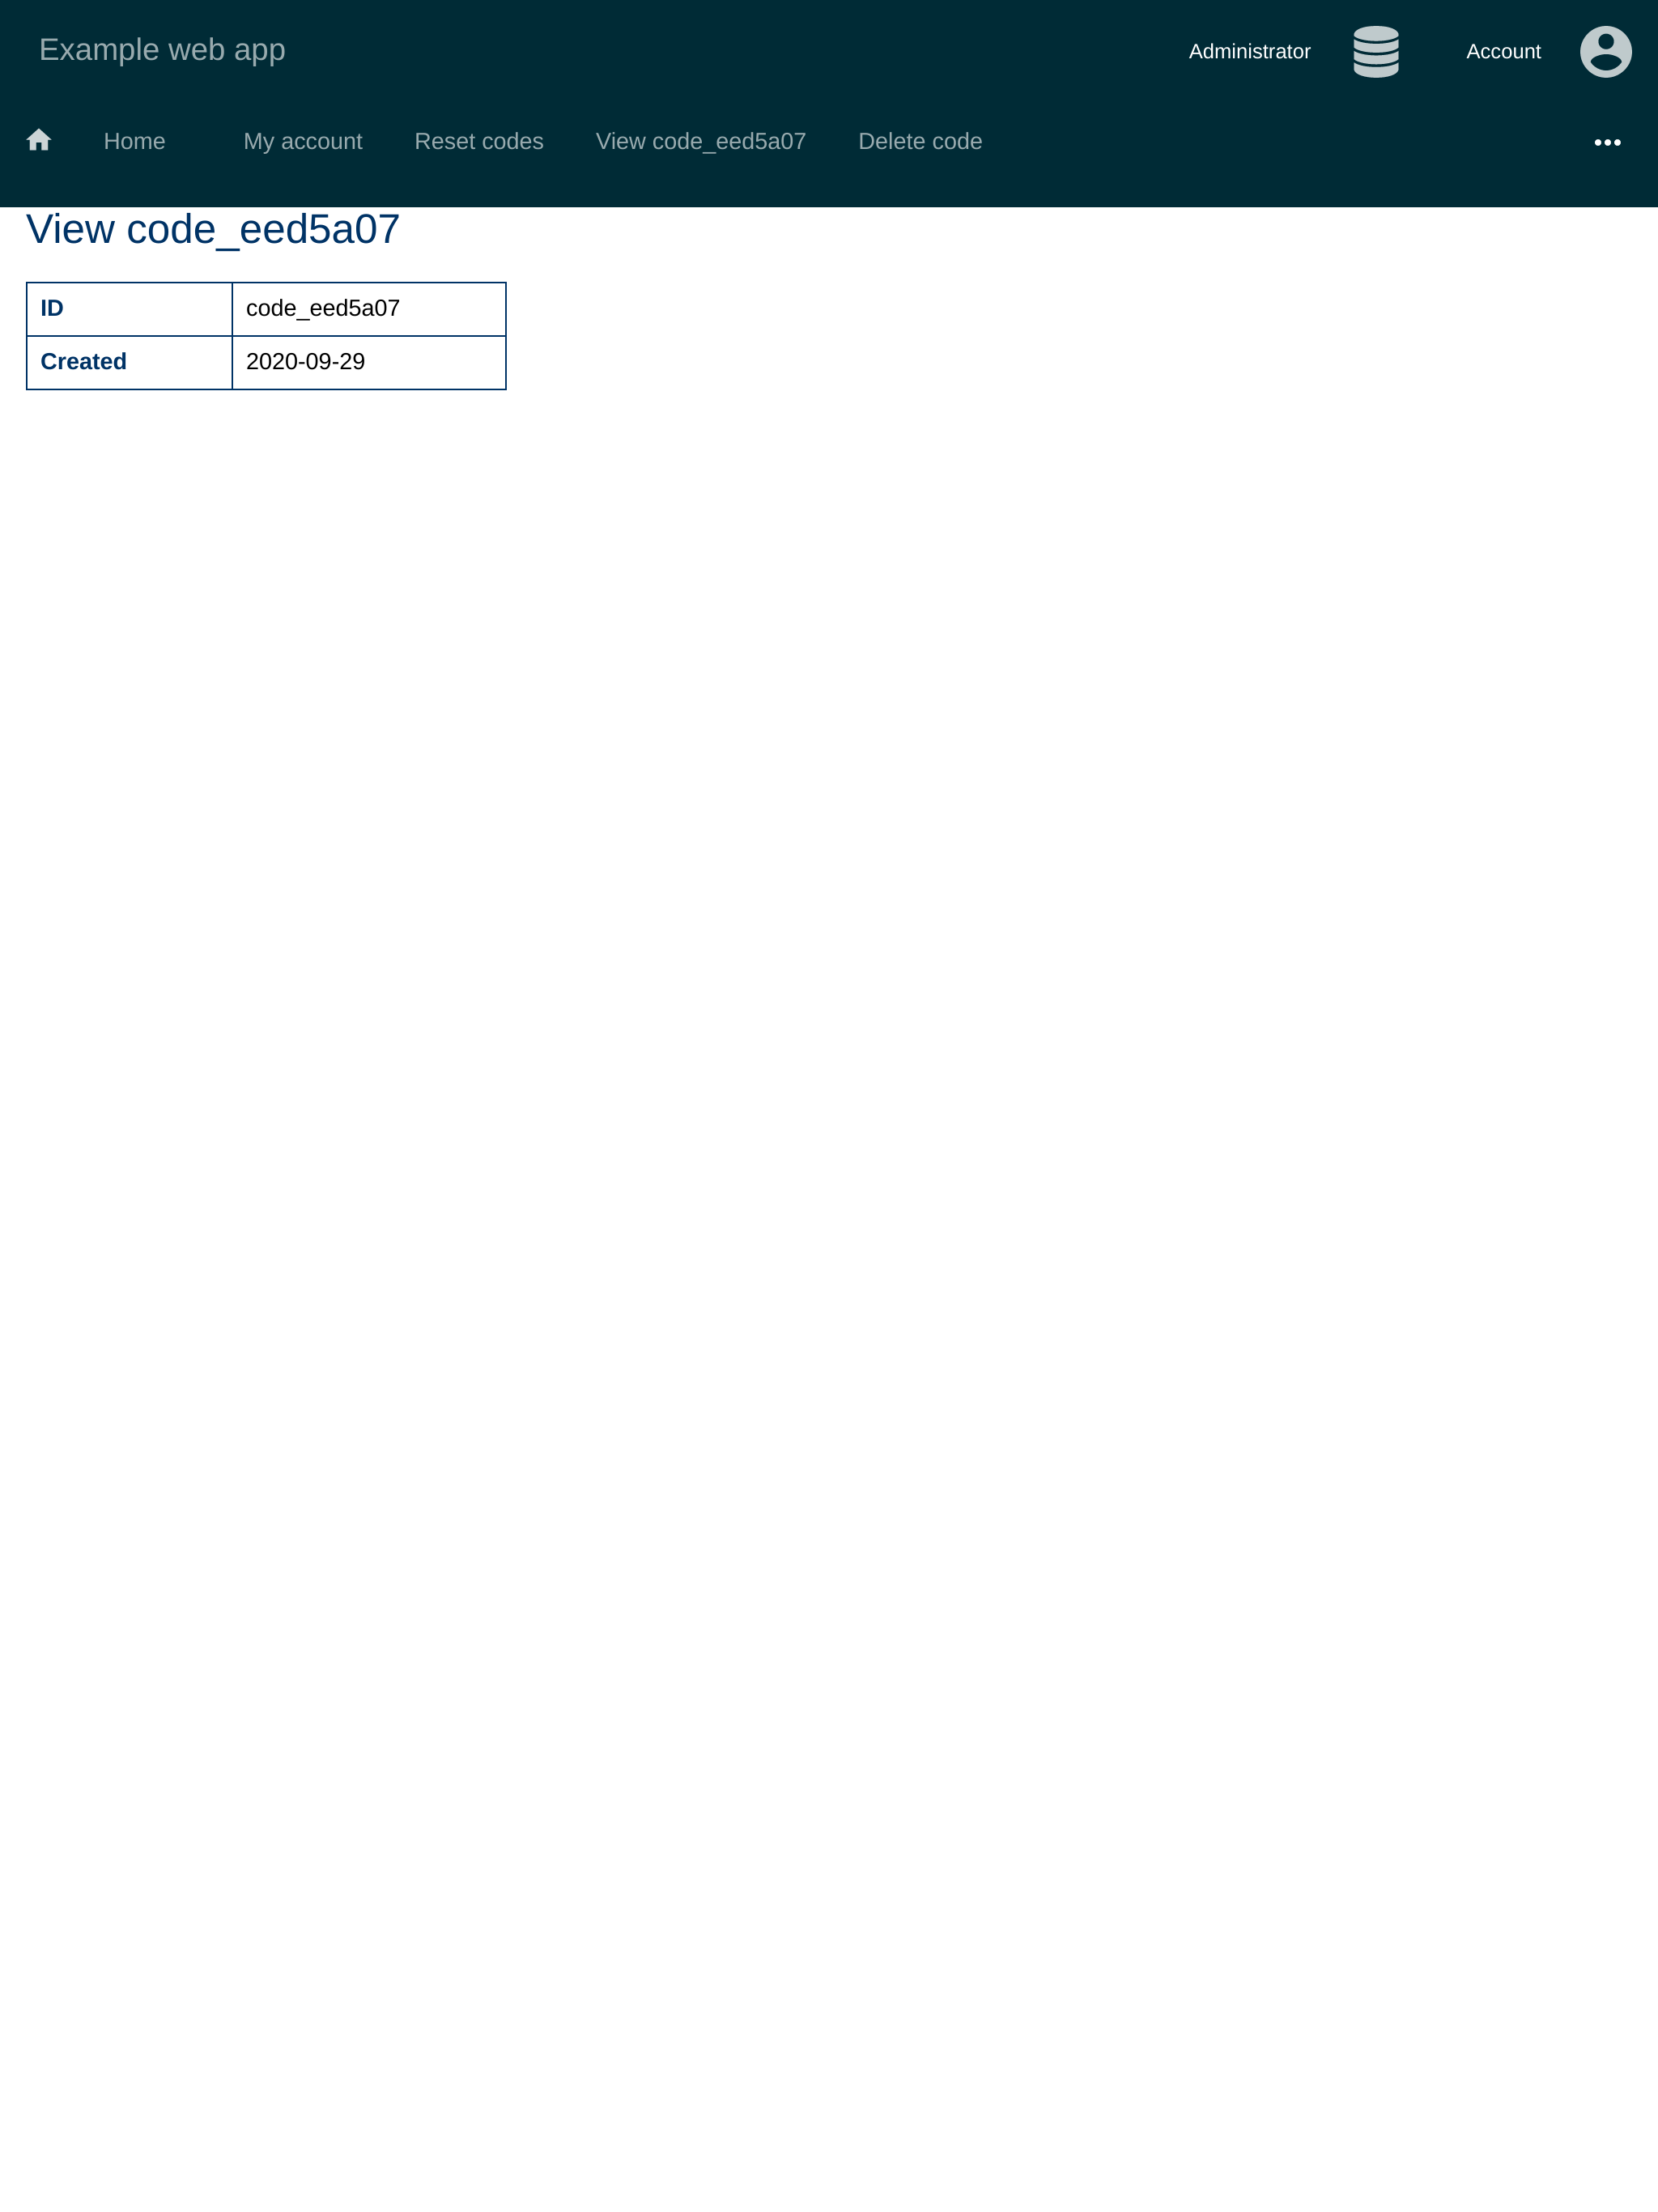 Example web app
Administrator
Account
Home
My account
Reset codes
View code_eed5a07
Delete code
View code_eed5a07
ID code_eed5a07
Created 2020-09-29